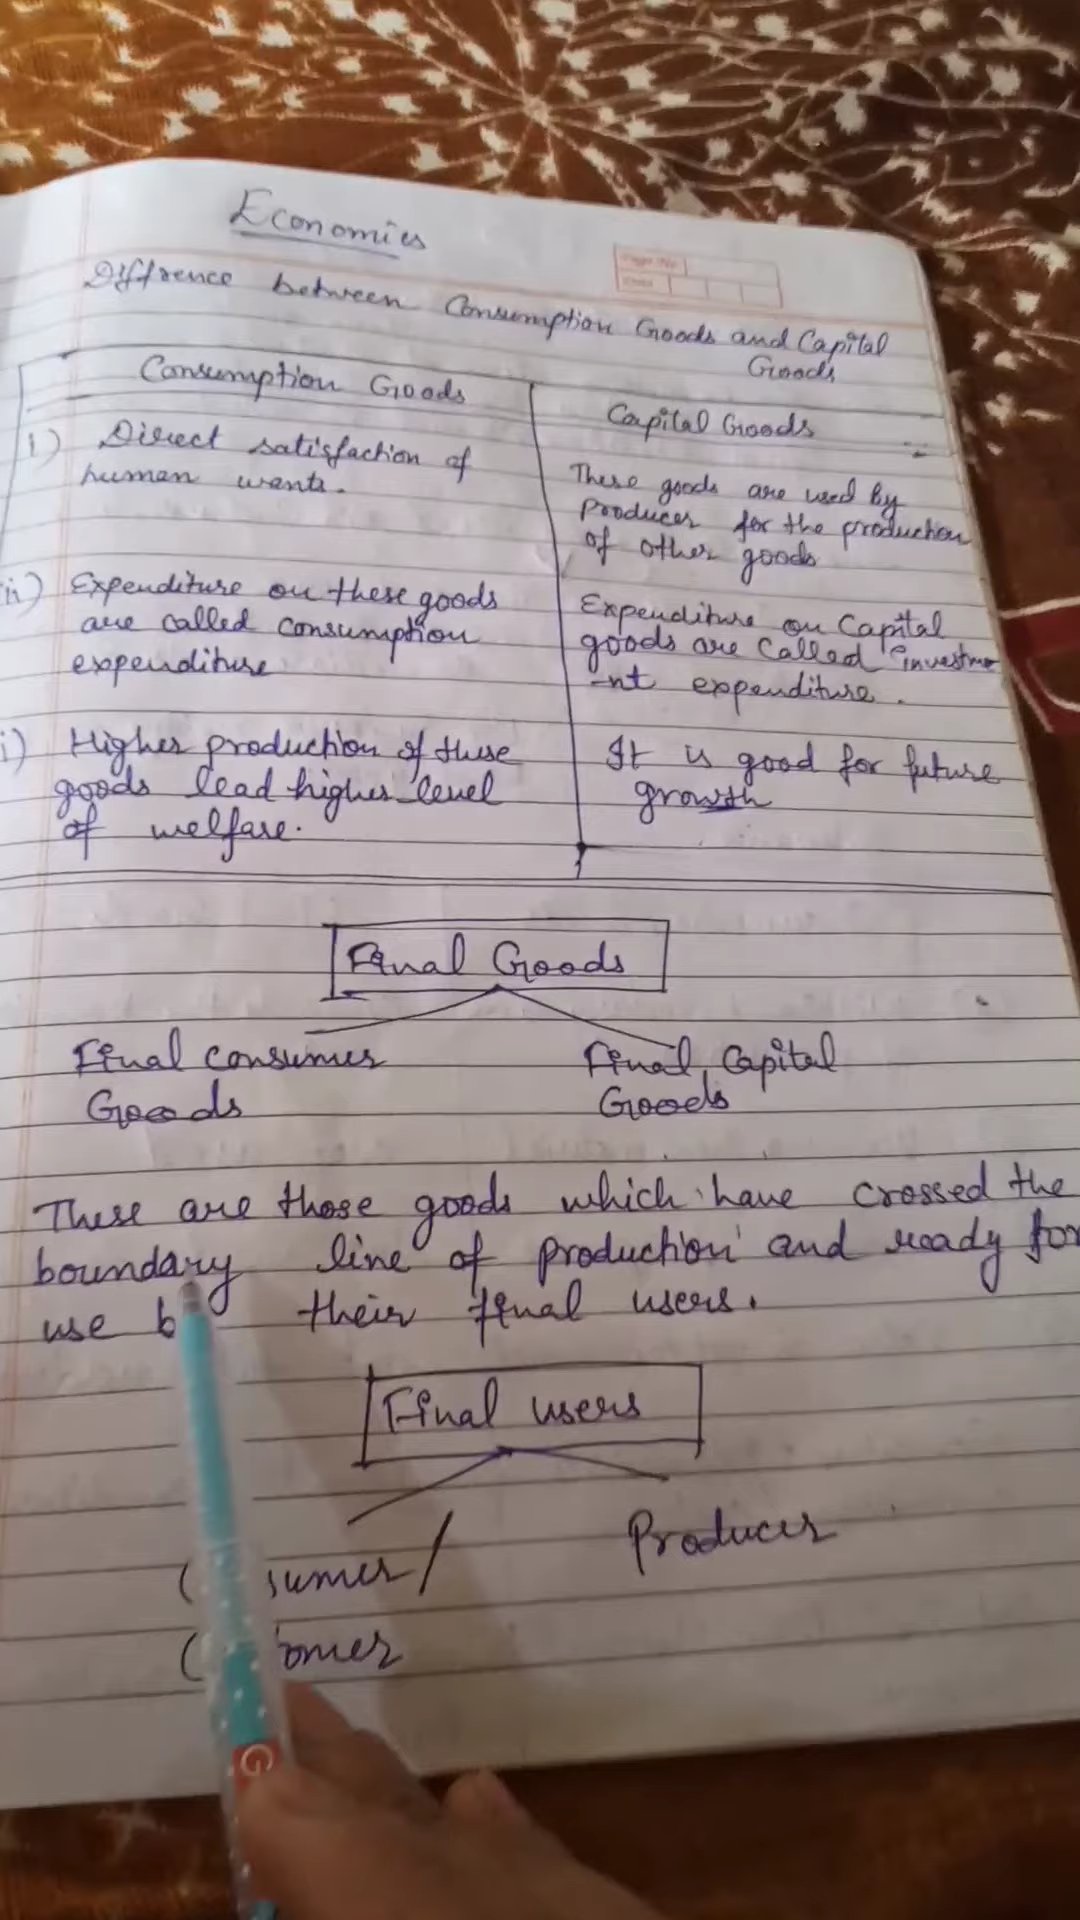 Economics
Diffrence between Consumption Goods and Capital
Goods
Consumption Goods
i) Direct satisfaction of
human wants.
ii) Expenditure on these goods
are called consumption
expenditure
i) Higher production of these
goods lead higher level
of welfare.
Capital Goods
These goods are used by
Producer for the production
of other goods
Expenditure on Capital
goods are called investme
-nt expenditure.
It is good for future
growth
Final Goods
Final consumer
Goods
Final Capital
Goods
These are those goods which have crossed the
boundary line of production and ready for
use b their final users.
Final users
sumer/
omer
Producer
G